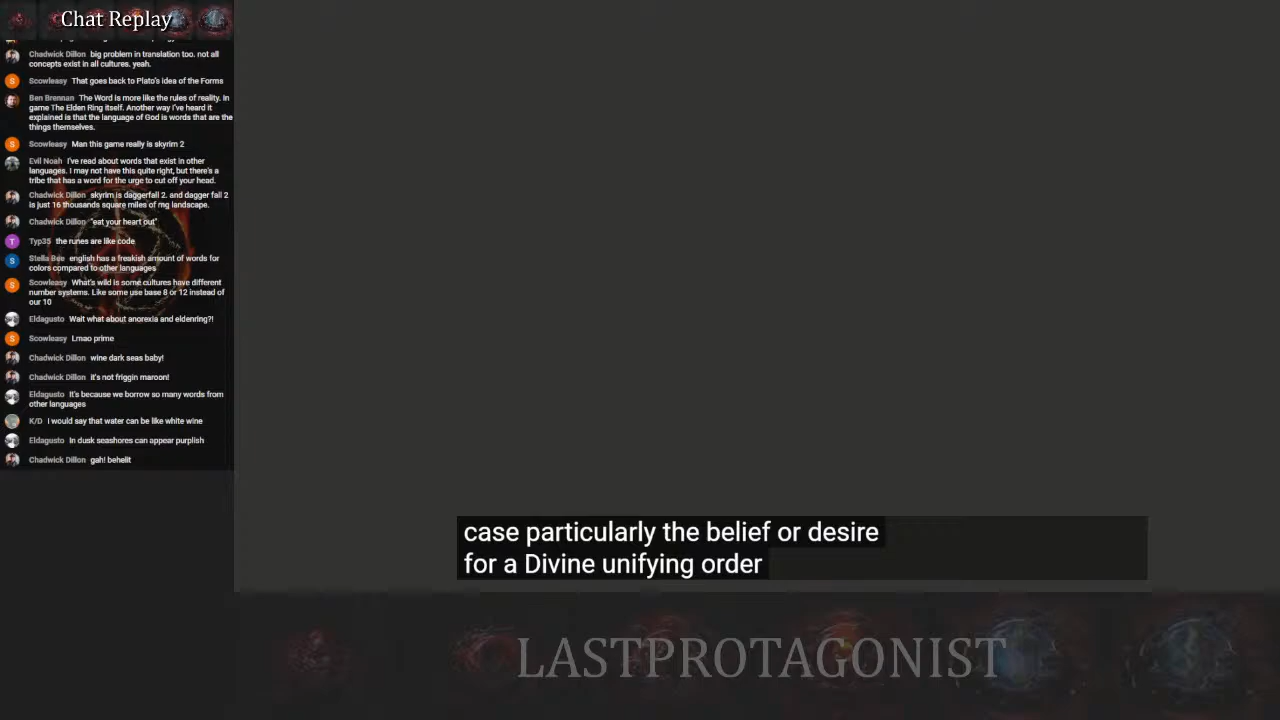 Chat Replay
Chadwick Dillon big problem in translation too. not all
concepts exist in all cultures. yeah.
Scowleasy That goes back to Plato's idea of the Forms
Ben Brennan The Word is more like the rules of reality. In
game The Elden Ring itself. Another way I've heard it
explained is that the language of God is words that are the
things themselves.
Scowleasy Man this game really is skyrim 2
Evil Noah I've read about words that exist in other
languages. I may not have this quite right, but there's a
tribe that has a word for the urge to cut off your head.
Chadwick Dillon skyrim is daggerfall 2. and dagger fall 2
is just 16 thousands square miles of rng landscape.
Chadwick Dillon "eat your heart out"
T Typ35 the runes are like code
S Stella Bee english has a freakish amount of words for
colors compared to other languages
Scowleasy What's wild is some cultures have different
number systems. Like some use base 8 or 12 instead of
our 10
Eldagusto Wait what about anorexia and eldenring?!
Scowleasy Lmao prime
Chadwick Dillon wine dark seas baby!
Chadwick Dillon it's not friggin maroon!
Eldagusto It's because we borrow so many words from
other languages
K/D I would say that water can be like white wine
Eldagusto In dusk seashores can appear purplish
Chadwick Dillon gah! behelit
case particularly the belief or desire
for a Divine unifying order
LASTPROTAGONIST